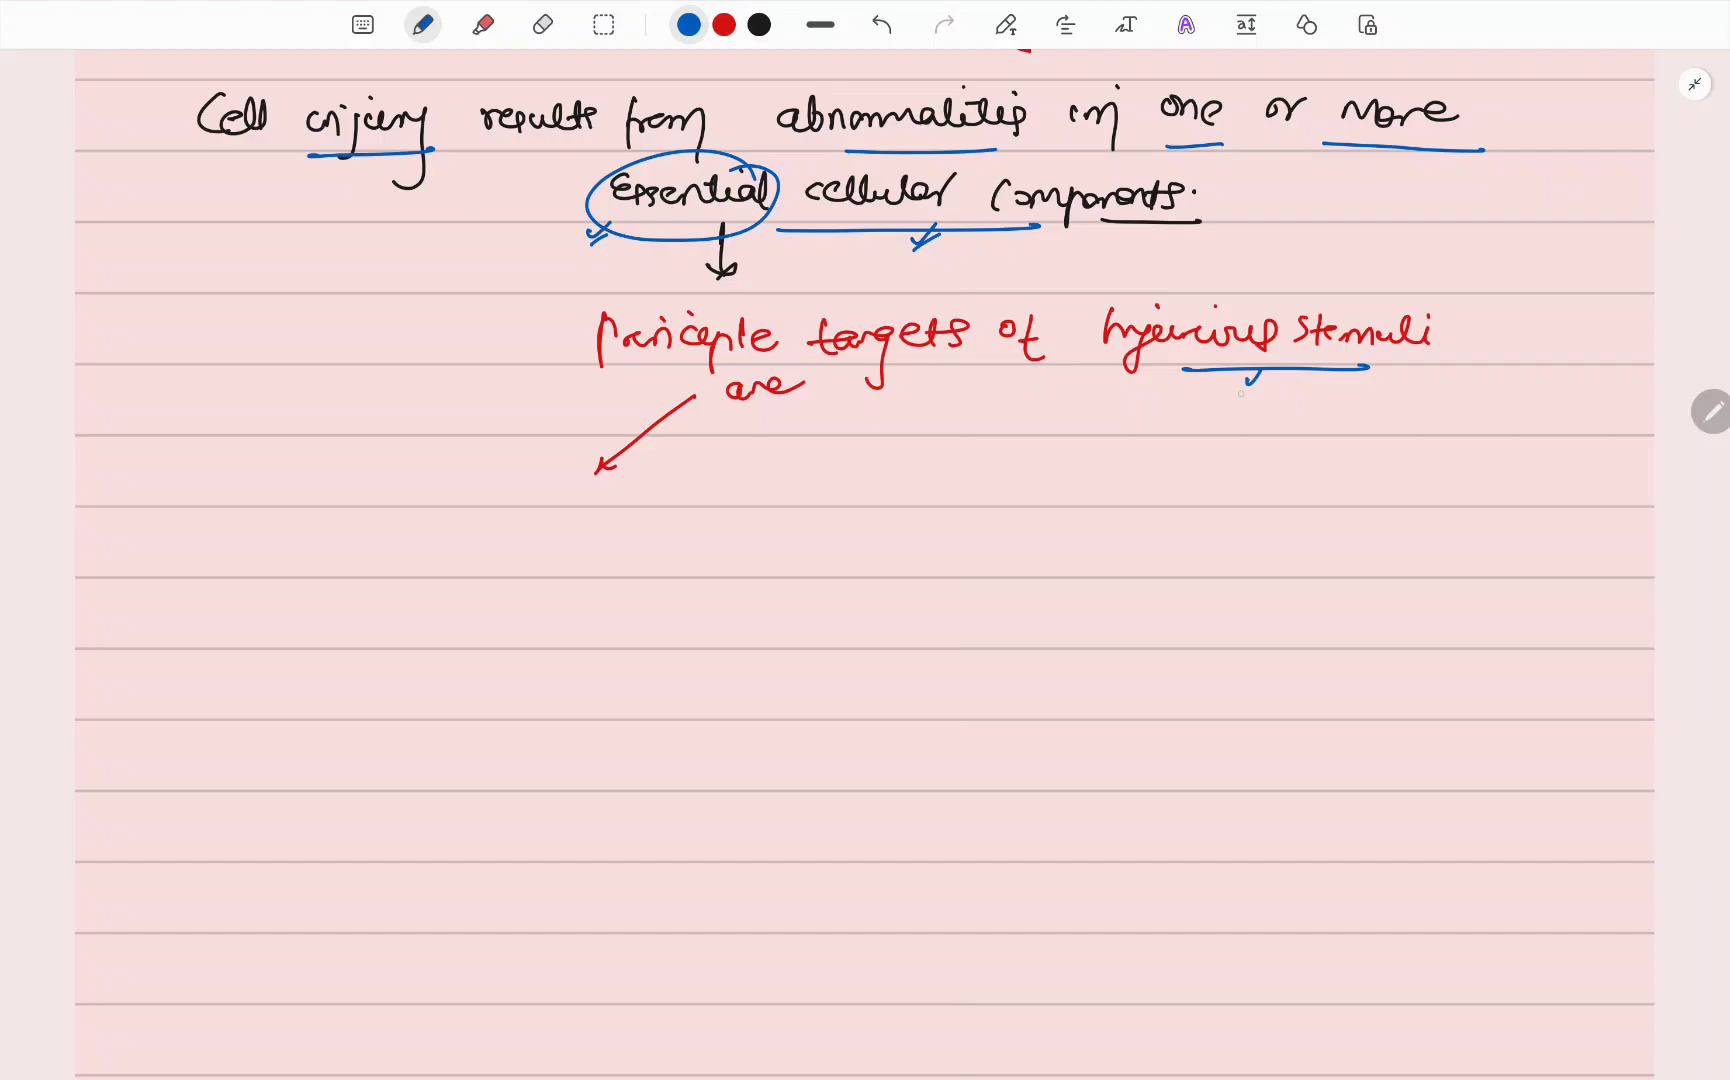 Cell injury results from abnormalities in one or more
Essential cellular components.
Principle targets of Injurious stimuli
are